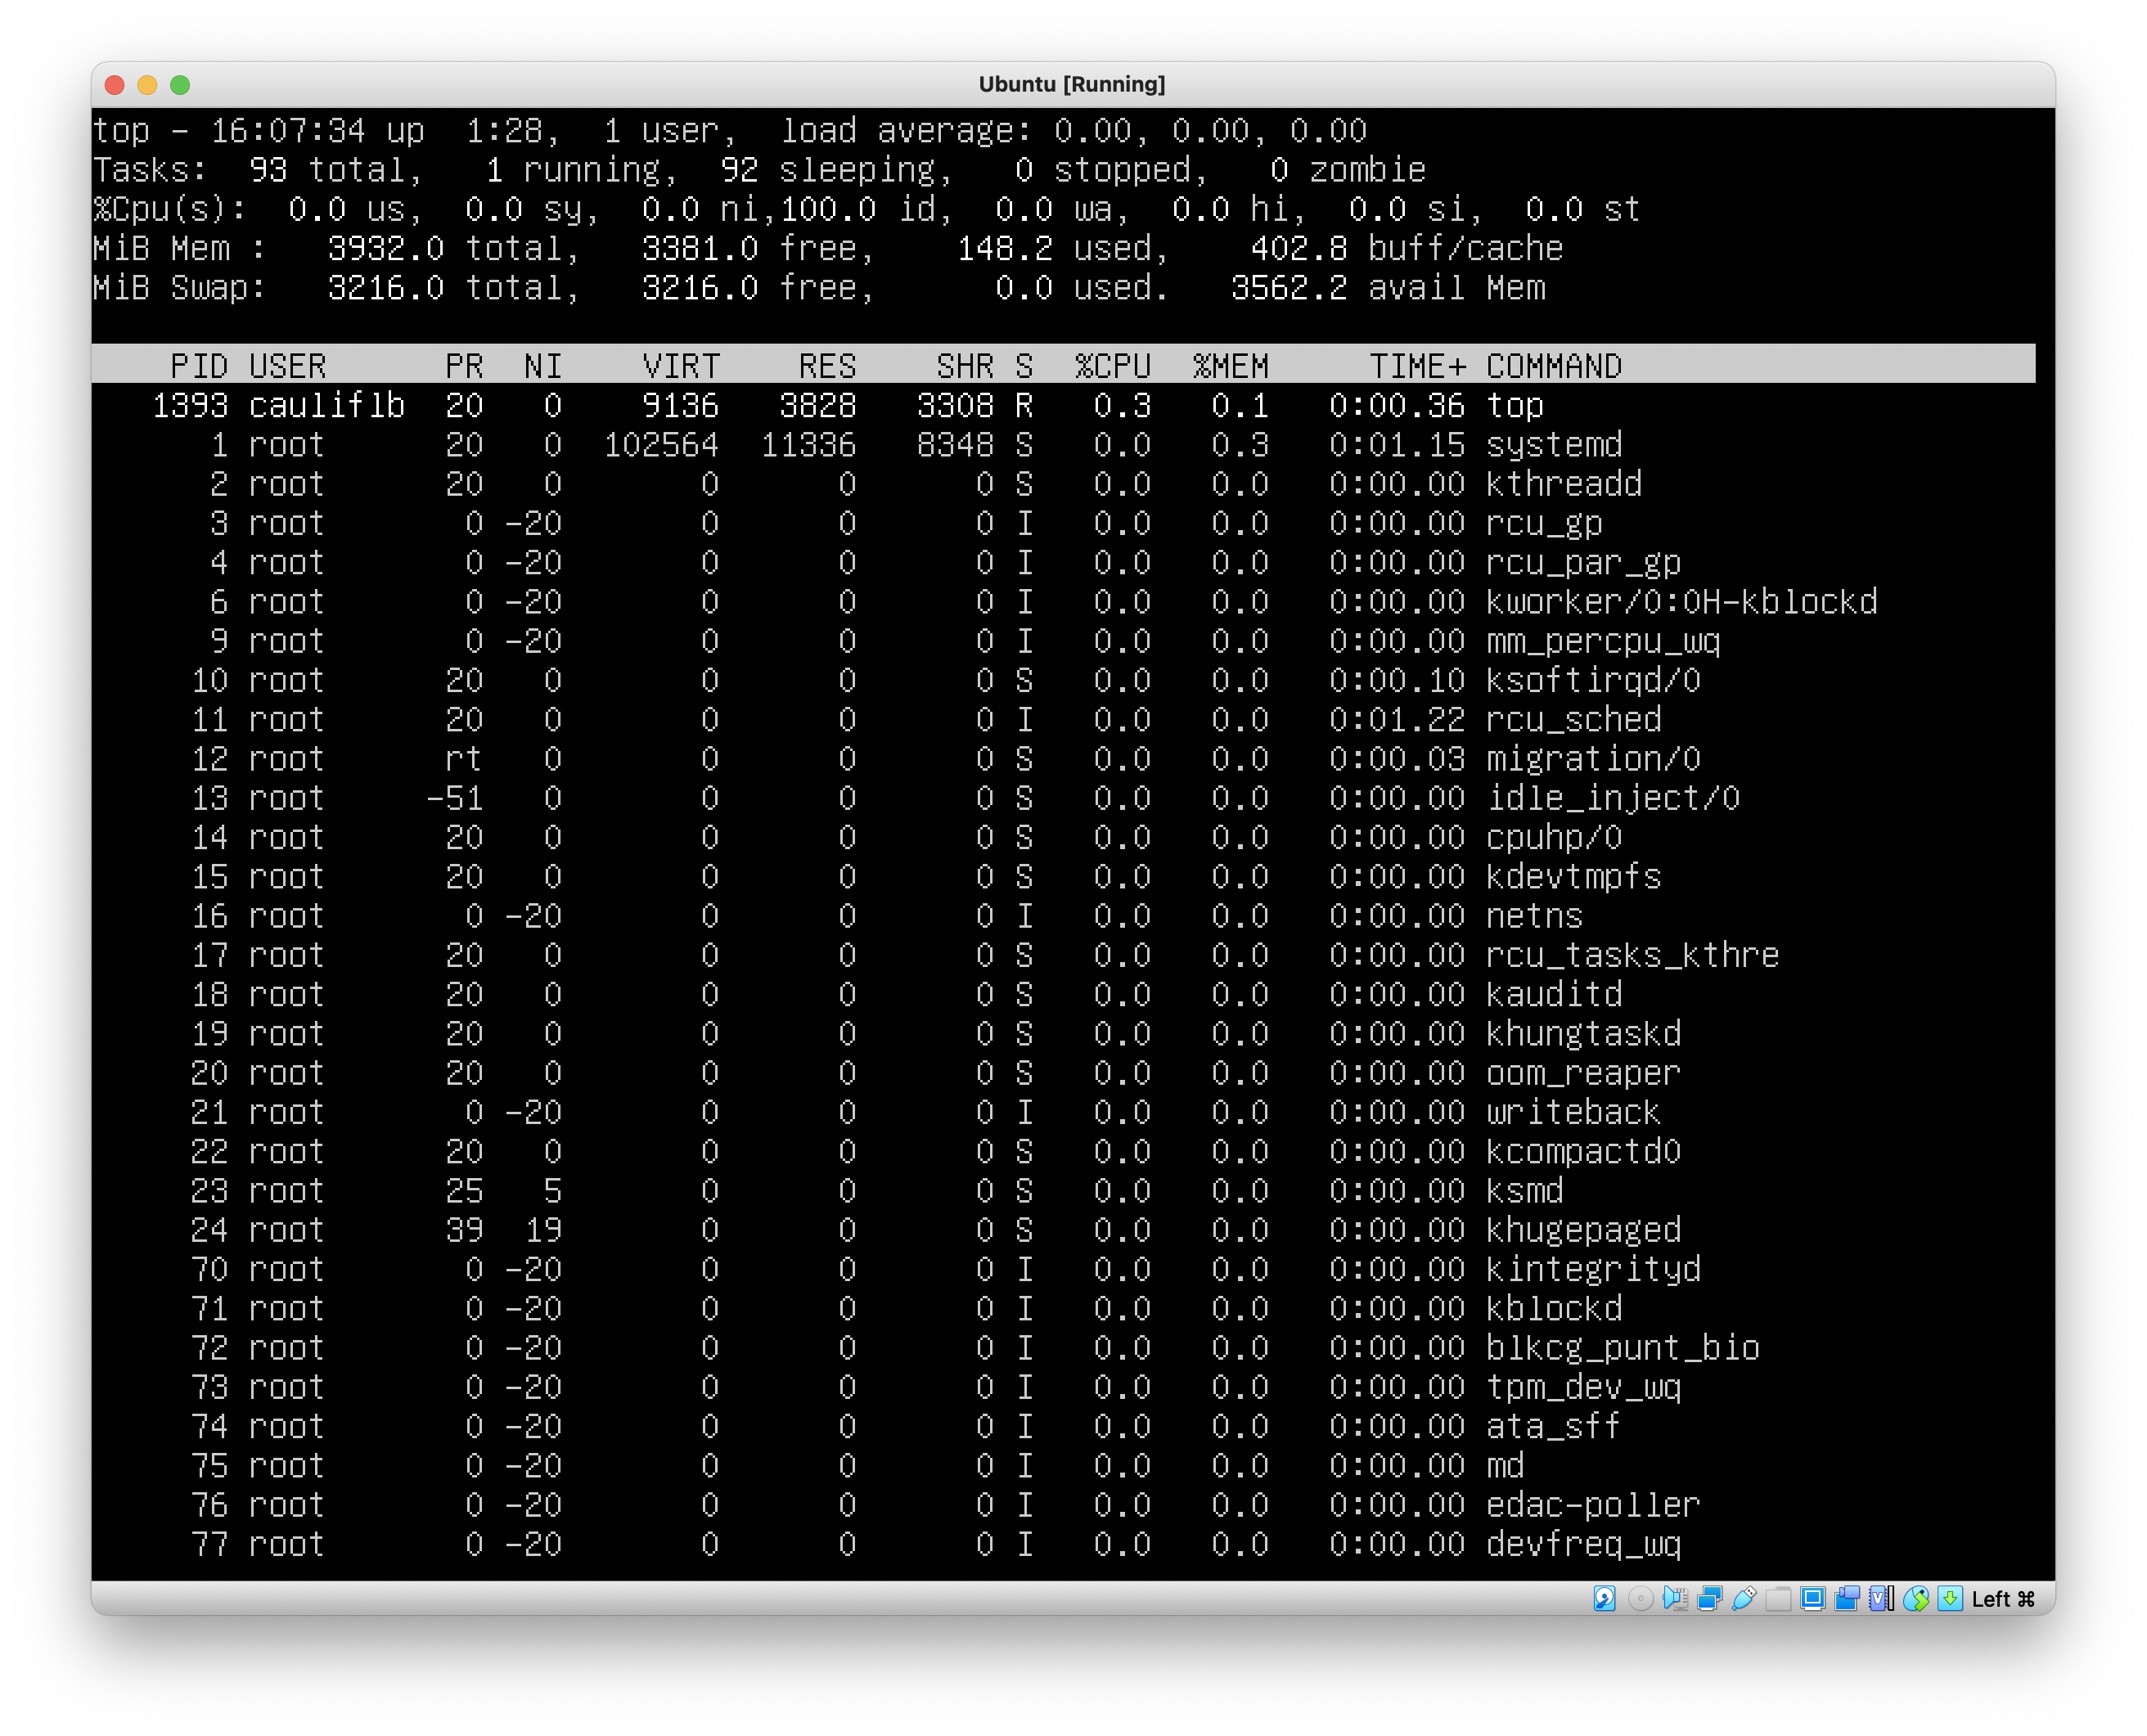 Ubuntu [Running]
top - 16:07:34 up  1:28,  1 user,  load average: 0.00, 0.00, 0.00
Tasks:  93 total,   1 running,  92 sleeping,   0 stopped,   0 zombie
%Cpu(s):  0.0 us,  0.0 sy,  0.0 ni,100.0 id,  0.0 wa,  0.0 hi,  0.0 si,  0.0 st
MiB Mem :   3932.0 total,   3381.0 free,    148.2 used,    402.8 buff/cache
MiB Swap:   3216.0 total,   3216.0 free,      0.0 used.   3562.2 avail Mem
PID USER      PR  NI    VIRT    RES    SHR S  %CPU  %MEM     TIME+ COMMAND
1393 cauliflb  20   0    9136   3828   3308 R   0.3   0.1   0:00.36 top
1 root      20   0  102564  11336   8348 S   0.0   0.3   0:01.15 systemd
2 root      20   0       0      0      0 S   0.0   0.0   0:00.00 kthreadd
3 root       0 -20       0      0      0 I   0.0   0.0   0:00.00 rcu_gp
4 root       0 -20       0      0      0 I   0.0   0.0   0:00.00 rcu_par_gp
6 root       0 -20       0      0      0 I   0.0   0.0   0:00.00 kworker/0:0H-kblockd
9 root       0 -20       0      0      0 I   0.0   0.0   0:00.00 mm_percpu_wq
10 root      20   0       0      0      0 S   0.0   0.0   0:00.10 ksoftirqd/0
11 root      20   0       0      0      0 I   0.0   0.0   0:01.22 rcu_sched
12 root      rt   0       0      0      0 S   0.0   0.0   0:00.03 migration/0
13 root     -51   0       0      0      0 S   0.0   0.0   0:00.00 idle_inject/0
14 root      20   0       0      0      0 S   0.0   0.0   0:00.00 cpuhp/0
15 root      20   0       0      0      0 S   0.0   0.0   0:00.00 kdevtmpfs
16 root       0 -20       0      0      0 I   0.0   0.0   0:00.00 netns
17 root      20   0       0      0      0 S   0.0   0.0   0:00.00 rcu_tasks_kthre
18 root      20   0       0      0      0 S   0.0   0.0   0:00.00 kauditd
19 root      20   0       0      0      0 S   0.0   0.0   0:00.00 khungtaskd
20 root      20   0       0      0      0 S   0.0   0.0   0:00.00 oom_reaper
21 root       0 -20       0      0      0 I   0.0   0.0   0:00.00 writeback
22 root      20   0       0      0      0 S   0.0   0.0   0:00.00 kcompactd0
23 root      25   5       0      0      0 S   0.0   0.0   0:00.00 ksmd
24 root      39  19       0      0      0 S   0.0   0.0   0:00.00 khugepaged
70 root       0 -20       0      0      0 I   0.0   0.0   0:00.00 kintegrityd
71 root       0 -20       0      0      0 I   0.0   0.0   0:00.00 kblockd
72 root       0 -20       0      0      0 I   0.0   0.0   0:00.00 blkcg_punt_bio
73 root       0 -20       0      0      0 I   0.0   0.0   0:00.00 tpm_dev_wq
74 root       0 -20       0      0      0 I   0.0   0.0   0:00.00 ata_sff
75 root       0 -20       0      0      0 I   0.0   0.0   0:00.00 md
76 root       0 -20       0      0      0 I   0.0   0.0   0:00.00 edac-poller
77 root       0 -20       0      0      0 I   0.0   0.0   0:00.00 devfreq_wq
Left ⌘